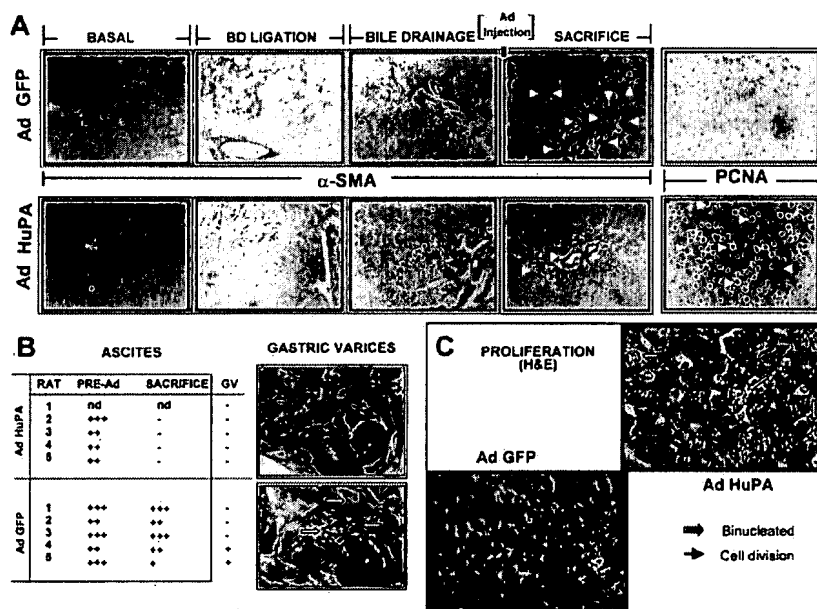 A
BASAL
BD LIGATION
BILE DRAINAGE
[Ad Injection]
SACRIFICE
Ad GFP
α-SMA
PCNA
Ad HuPA
B
ASCITES
GASTRIC VARICES
RAT PRE-Ad SACRIFICE GV
Ad HuPA
1 nd nd -
2 +++ - -
3 ++ - -
4 ++ - -
5 ++ - -
Ad GFP
1 +++ +++ -
2 ++ ++ -
3 +++ +++ -
4 ++ ++ +
5 +++ + +
C
PROLIFERATION
(H&E)
Ad GFP
Ad HuPA
Binucleated
Cell division